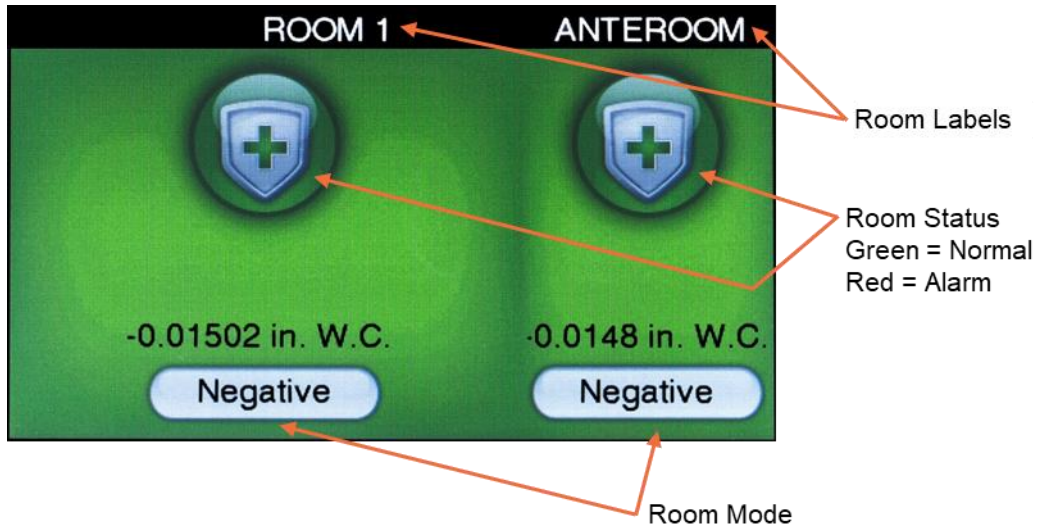 ROOM 1
ANTEROOM
Room Labels
Room Status
Green = Normal
Red = Alarm
-0.01502 in. W.C.
-0.0148 in. W.C.
Negative
Negative
Room Mode